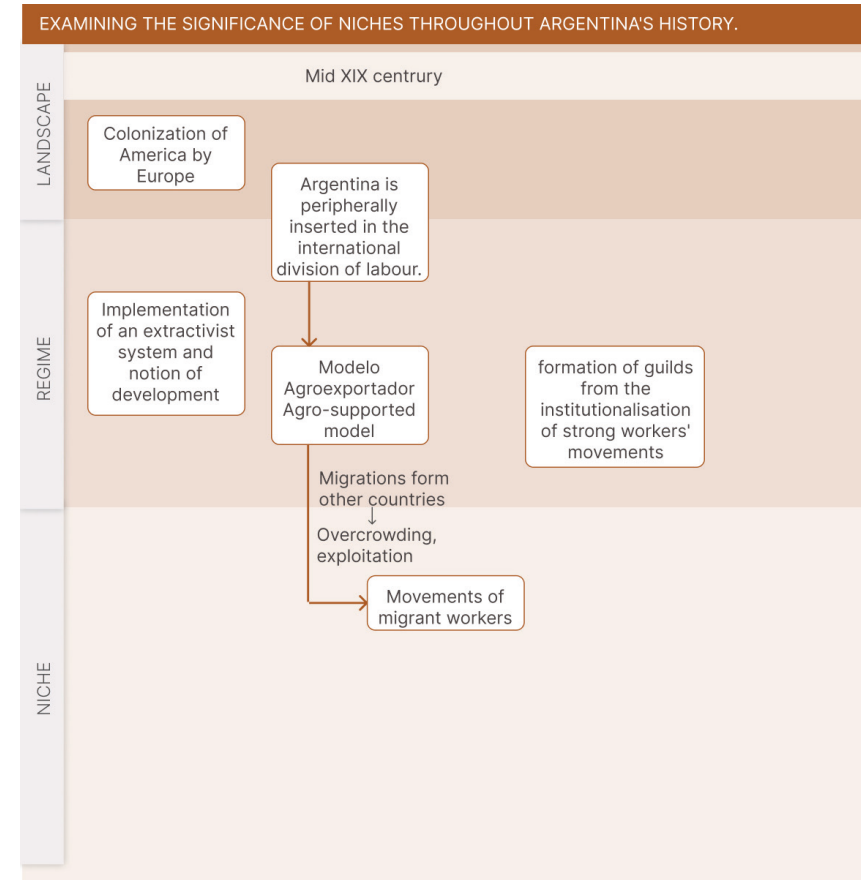 EXAMINING THE SIGNIFICANCE OF NICHES THROUGHOUT ARGENTINA'S HISTORY.
Mid XIX centrury
LANDSCAPE
Colonization of
America by
Europe
Argentina is
peripherally
inserted in the
international
division of labour.
REGIME
Implementation
of an extractivist
system and
notion of
development
Modelo
Agroexportador
Agro-supported
model
formation of guilds
from the
institutionalisation
of strong workers'
movements
Migrations form
other countries
↓
Overcrowding,
exploitation
NICHE
Movements of
migrant workers